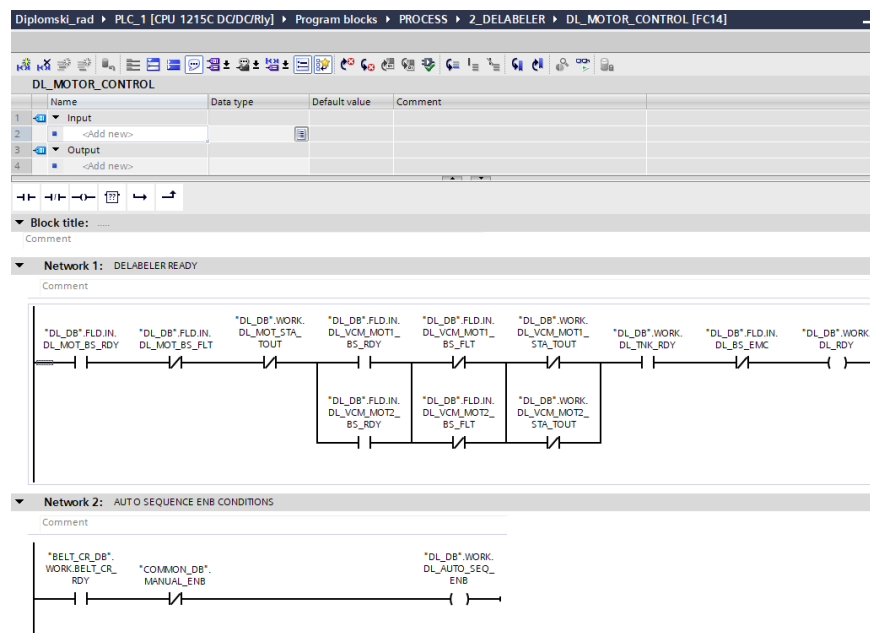 Diplomski_rad ▸ PLC_1 [CPU 1215C DC/DC/Rly] ▸ Program blocks ▸ PROCESS ▸ 2_DELABELER ▸ DL_MOTOR_CONTROL [FC14]
DL_MOTOR_CONTROL
Name Data type Default value Comment
1 Input
2 <Add new>
3 Output
4 <Add new>
Block title: .....
Comment
Network 1: DELABELER READY
Comment
"DL_DB".FLD.IN.
DL_MOT_BS_RDY
"DL_DB".FLD.IN.
DL_MOT_BS_FLT
"DL_DB".WORK.
DL_MOT_STA_
TOUT
"DL_DB".FLD.IN.
DL_VCM_MOT1_
BS_RDY
"DL_DB".FLD.IN.
DL_VCM_MOT1_
BS_FLT
"DL_DB".WORK.
DL_VCM_MOT1_
STA_TOUT
"DL_DB".WORK.
DL_TNK_RDY
"DL_DB".FLD.IN.
DL_BS_EMC
"DL_DB".WORK
DL_RDY
"DL_DB".FLD.IN.
DL_VCM_MOT2_
BS_RDY
"DL_DB".FLD.IN.
DL_VCM_MOT2_
BS_FLT
"DL_DB".WORK.
DL_VCM_MOT2_
STA_TOUT
Network 2: AUTO SEQUENCE ENB CONDITIONS
Comment
"BELT_CR_DB".
WORK.BELT_CR_
RDY
"COMMON_DB".
MANUAL_ENB
"DL_DB".WORK.
DL_AUTO_SEQ_
ENB